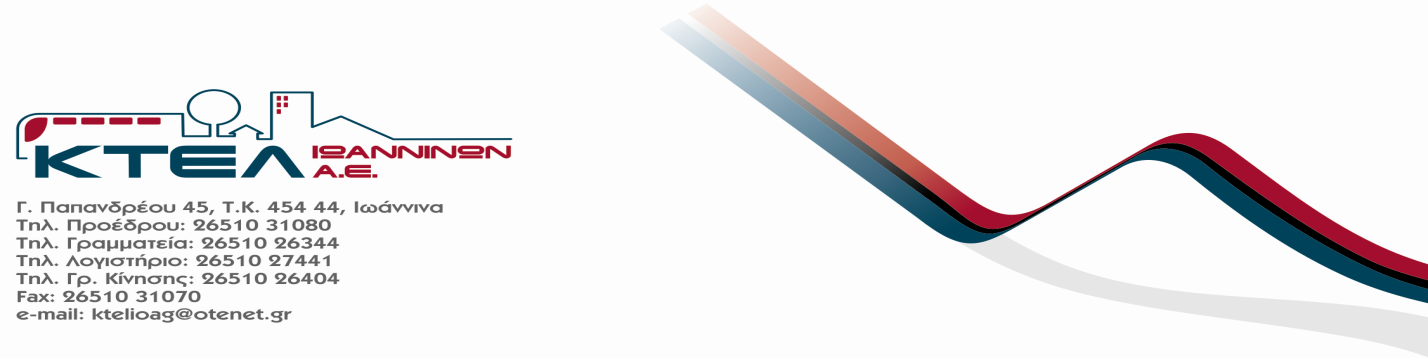 ΚΤΕΛ ΙΩΑΝΝΙΝΩΝ
Α.Ε.
Γ. Παπανδρέου 45, Τ.Κ. 454 44, Ιωάννινα
Τηλ. Προέδρου: 26510 31080
Τηλ. Γραμματεία: 26510 26344
Τηλ. Λογιστήριο: 26510 27441
Τηλ. Γρ. Κίνησης: 26510 26404
Fax: 26510 31070
e-mail: ktelioag@otenet.gr